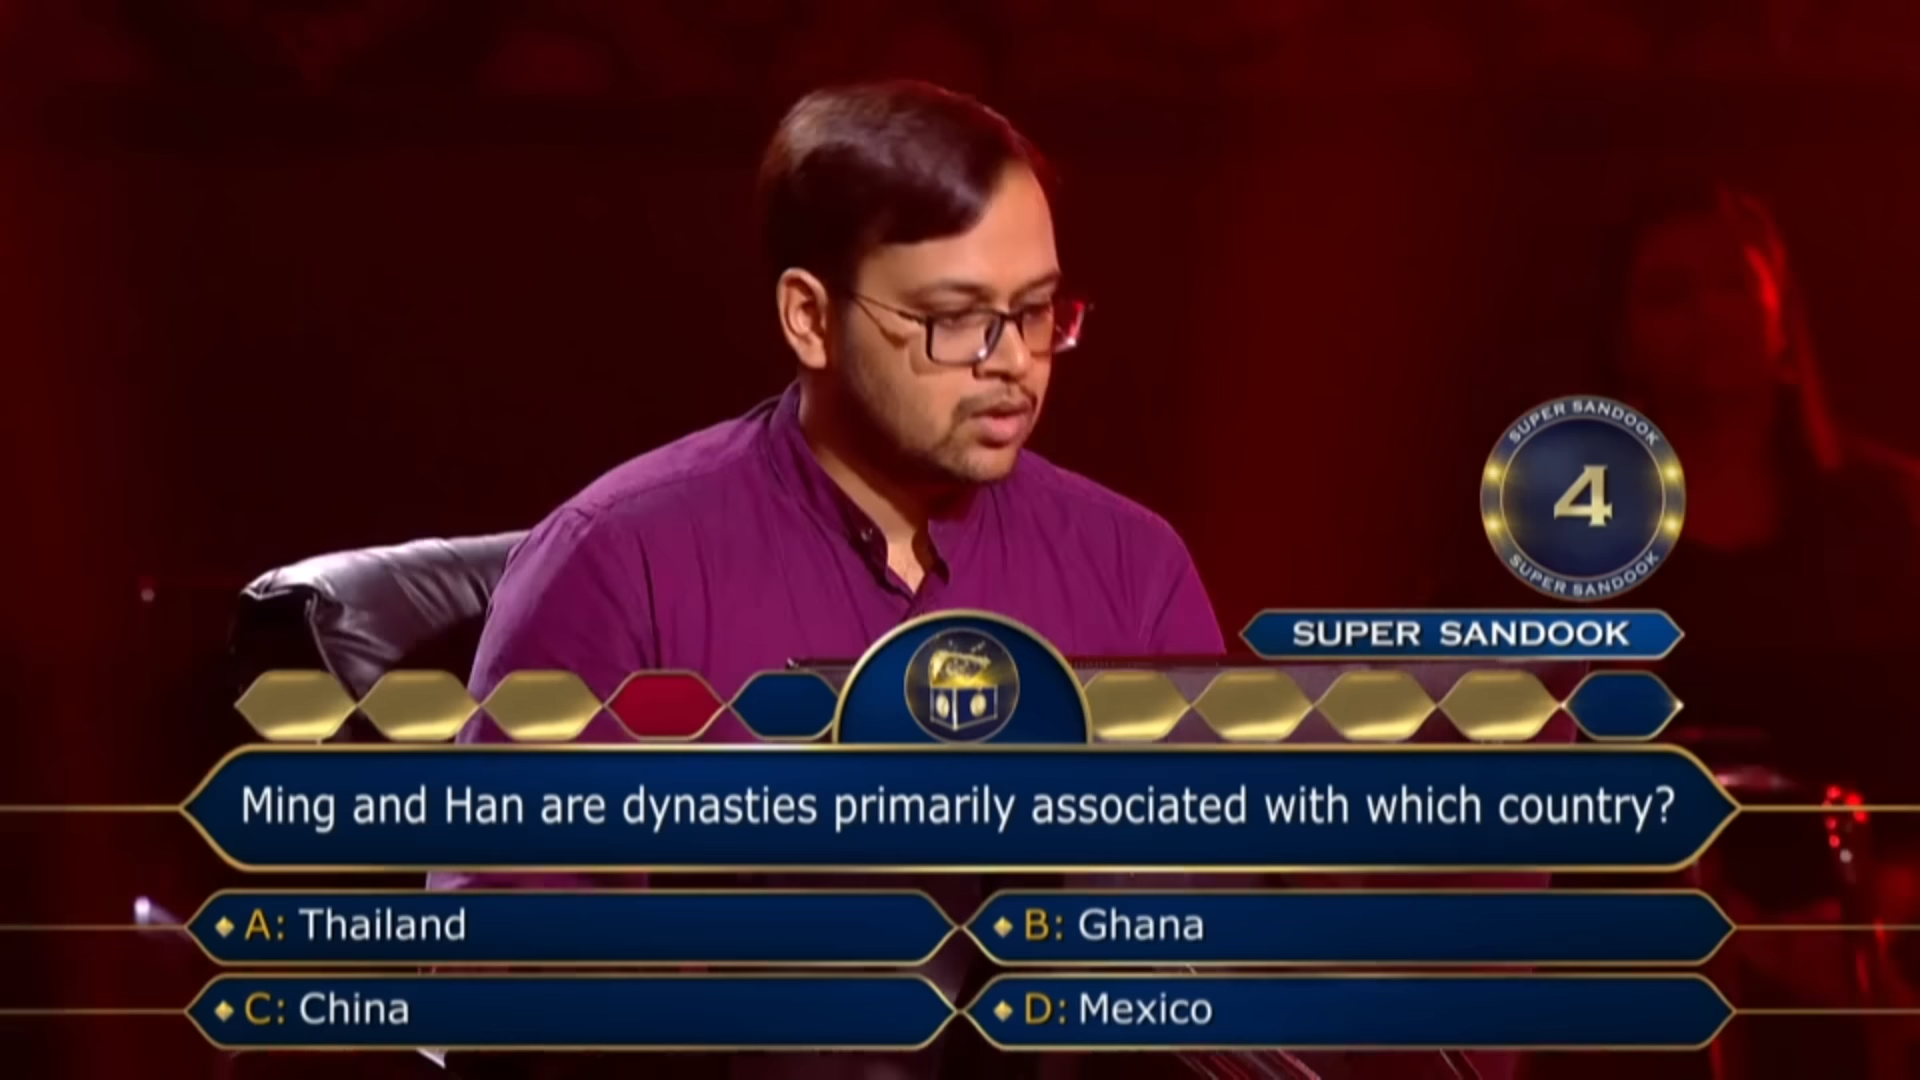 SUPER SANDOOK
4
SUPER SANDOOK
SUPER SANDOOK
Ming and Han are dynasties primarily associated with which country?
A: Thailand
B: Ghana
C: China
D: Mexico